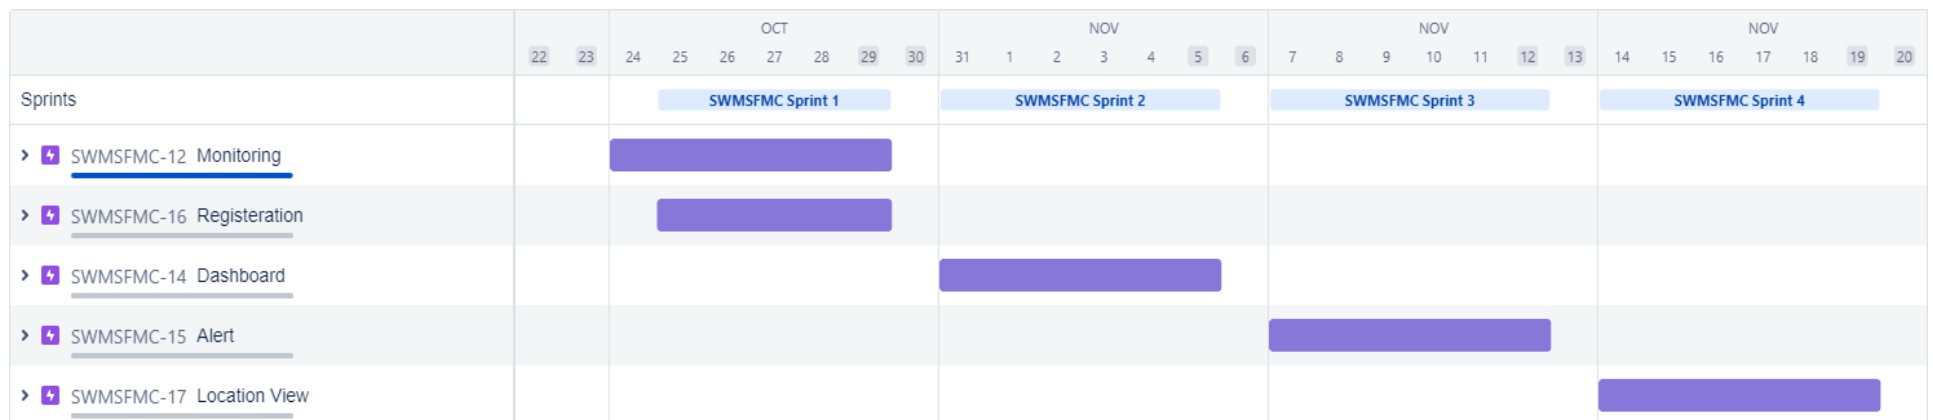 OCT NOV NOV NOV
22 23 24 25 26 27 28 29 30 31 1 2 3 4 5 6 7 8 9 10 11 12 13 14 15 16 17 18 19 20
Sprints SWMSFMC Sprint 1 SWMSFMC Sprint 2 SWMSFMC Sprint 3 SWMSFMC Sprint 4
SWMSFMC-12 Monitoring
SWMSFMC-16 Registeration
SWMSFMC-14 Dashboard
SWMSFMC-15 Alert
SWMSFMC-17 Location View